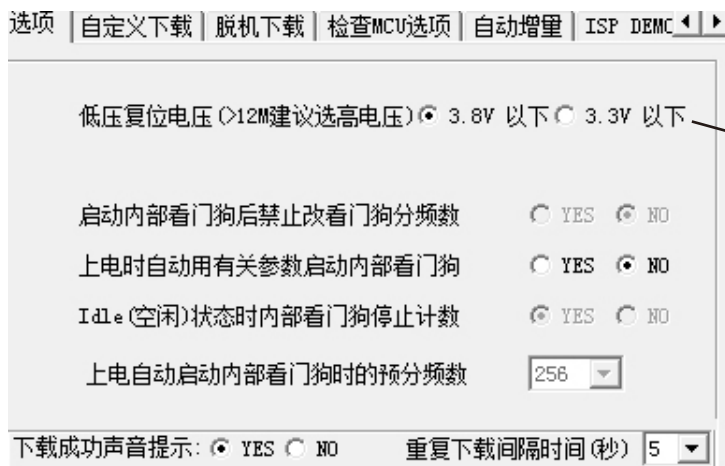 选项 自定义下载 脱机下载 检查MCU选项 自动增量 ISP DEMO
低压复位电压(>12M建议选高电压) 3.8V 以下 3.3V 以下
启动内部看门狗后禁止改看门狗分频数 YES NO
上电时自动用有关参数启动内部看门狗 YES NO
Idle(空闲)状态时内部看门狗停止计数 YES NO
上电自动启动内部看门狗时的预分频数 256
下载成功声音提示: YES NO 重复下载间隔时间(秒) 5